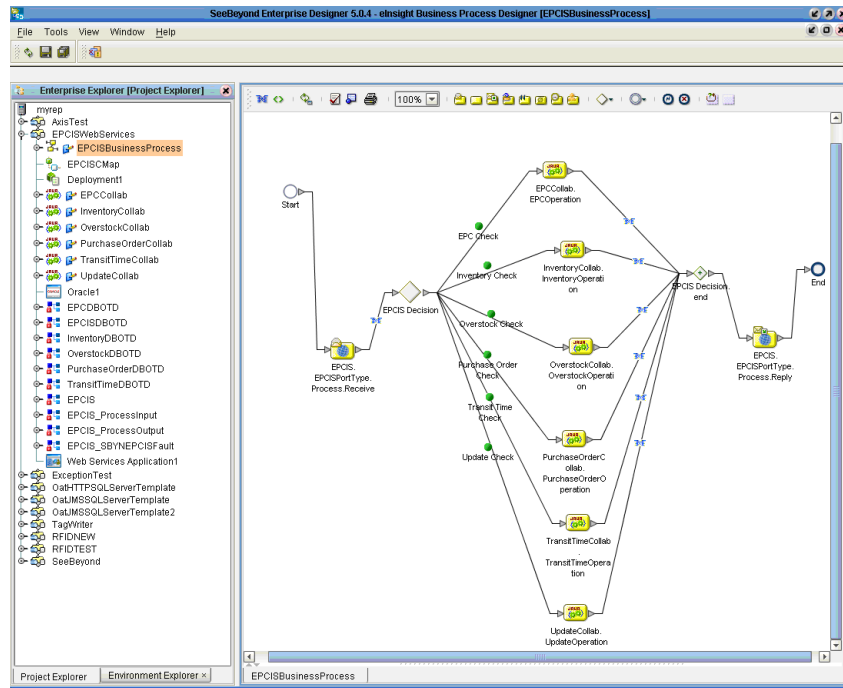 SeeBeyond Enterprise Designer 5.0.4 - eInsight Business Process Designer [EPCISBusinessProcess]
File Tools View Window Help
Enterprise Explorer [Project Explorer]
myrep
AxisTest
EPCISWebServices
EPCISBusinessProcess
EPCISCMap
Deployment1
EPCCollab
InventoryCollab
OverstockCollab
PurchaseOrderCollab
TransitTimeCollab
UpdateCollab
Oracle1
EPCDBOTD
EPCISDBOTD
InventoryDBOTD
OverstockDBOTD
PurchaseOrderDBOTD
TransitTimeDBOTD
EPCIS
EPCIS_ProcessInput
EPCIS_ProcessOutput
EPCIS_SBYNEPCISFault
Web Services Application1
ExceptionTest
OatHTTPSQLServerTemplate
OatJMSSQLServerTemplate
OatJMSSQLServerTemplate2
TagWriter
RFIDNEW
RFIDTEST
SeeBeyond
Project Explorer
Environment Explorer ×
100%
Start
EPCIS.
EPCISPortType.
Process.Receive
EPCIS Decision
EPC Check
Inventory Check
Overstock Check
Purchase Order
Check
Transit Time
Check
Update Check
EPCCollab.
EPCOperation
InventoryCollab.
InventoryOperati
on
OverstockCollab.
OverstockOperati
on
PurchaseOrderC
ollab.
PurchaseOrderO
peration
TransitTimeCollab
.
TransitTimeOpera
tion
UpdateCollab.
UpdateOperation
EPCIS Decision.
end
EPCIS.
EPCISPortType.
Process.Reply
End
EPCISBusinessProcess